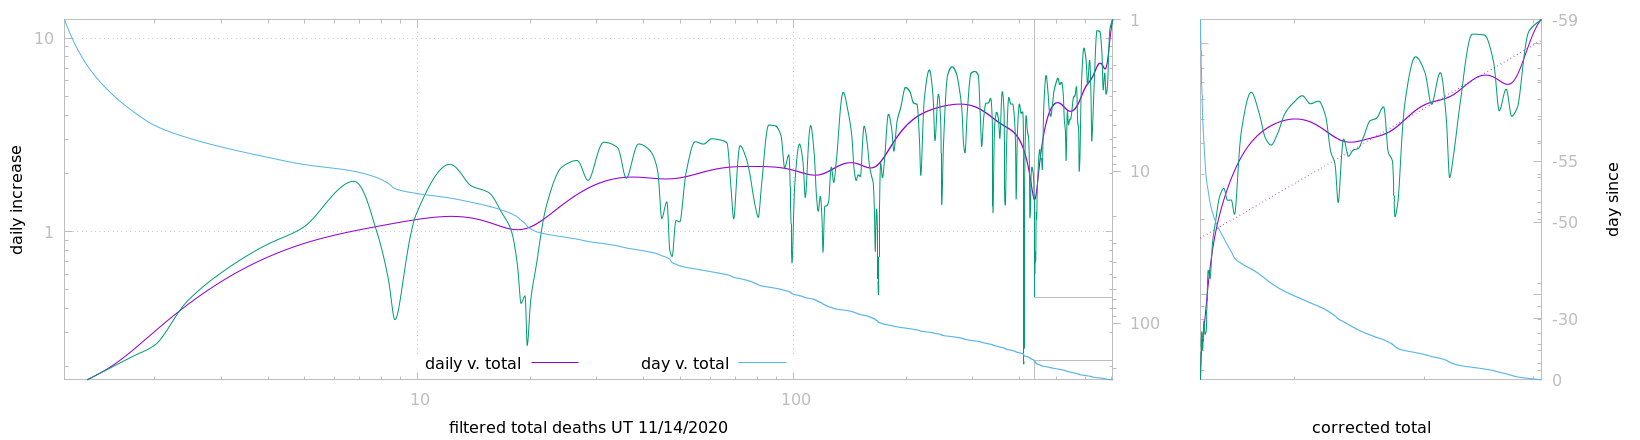 10
1
daily increase
daily v. total
day v. total
10
100
filtered total deaths UT 11/14/2020
1
10
100
-59
-55
-50
-30
0
day since
corrected total